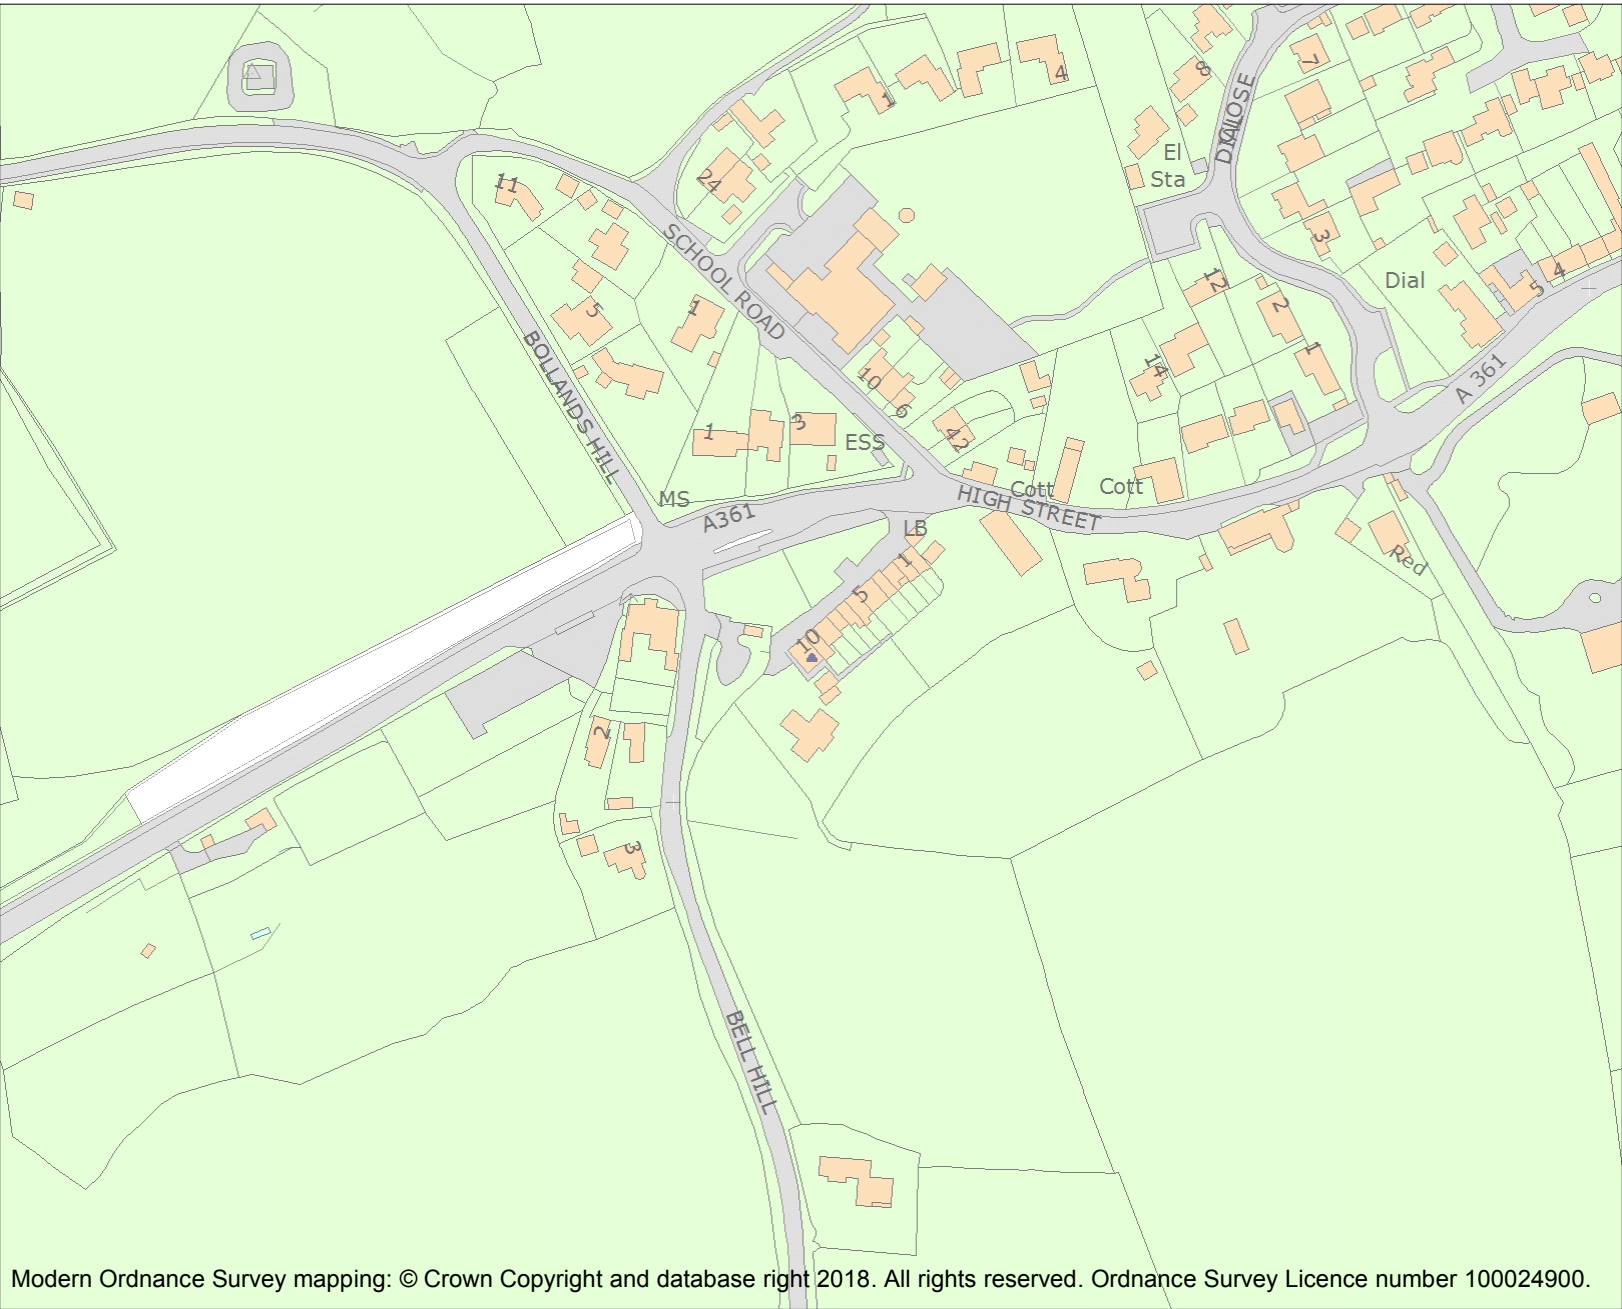 4
1
7
8
DIAL CLOSE
El
Sta
11
24
3
SCHOOL ROAD
12
Dial
4
5
2
5
1
1
14
A 361
10
6
BOLLANDS HILL
1
3
ESS
42
MS
A361
Cott
Cott
HIGH STREET
LB
1
Red
5
10
2
3
BELL HILL
Modern Ordnance Survey mapping: © Crown Copyright and database right 2018. All rights reserved. Ordnance Survey Licence number 100024900.